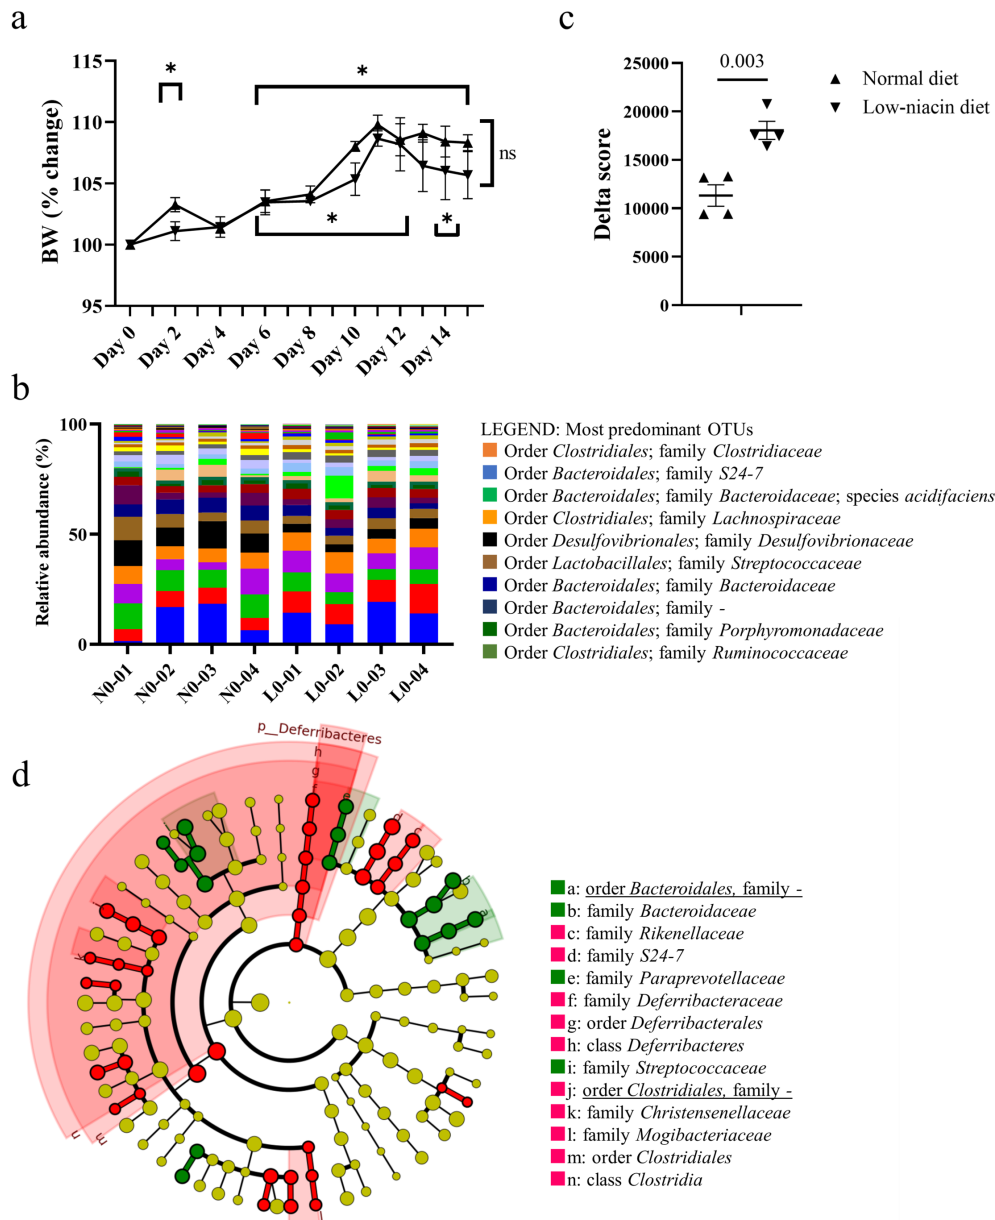 a
115
110
105
100
95
BW (% change)
*
*
*
*
ns
Day 0
Day 2
Day 4
Day 6
Day 8
Day 10
Day 12
Day 14
c
25000
20000
15000
10000
5000
0
Delta score
0.003
Normal diet
Low-niacin diet
b
100
50
0
Relative abundance (%)
N0-01
N0-02
N0-03
N0-04
L0-01
L0-02
L0-03
L0-04
LEGEND: Most predominant OTUs
Order Clostridiales; family Clostridiaceae
Order Bacteroidales; family S24-7
Order Bacteroidales; family Bacteroidaceae; species acidifaciens
Order Clostridiales; family Lachnospiraceae
Order Desulfovibrionales; family Desulfovibrionaceae
Order Lactobacillales; family Streptococcaceae
Order Bacteroidales; family Bacteroidaceae
Order Bacteroidales; family -
Order Bacteroidales; family Porphyromonadaceae
Order Clostridiales; family Ruminococcaceae
d
p__Deferribacteres
h
g
k
n
m
a: order Bacteroidales, family -
b: family Bacteroidaceae
c: family Rikenellaceae
d: family S24-7
e: family Paraprevotellaceae
f: family Deferribacteraceae
g: order Deferribacterales
h: class Deferribacteres
i: family Streptococcaceae
j: order Clostridiales, family -
k: family Christensenellaceae
l: family Mogibacteriaceae
m: order Clostridiales
n: class Clostridia